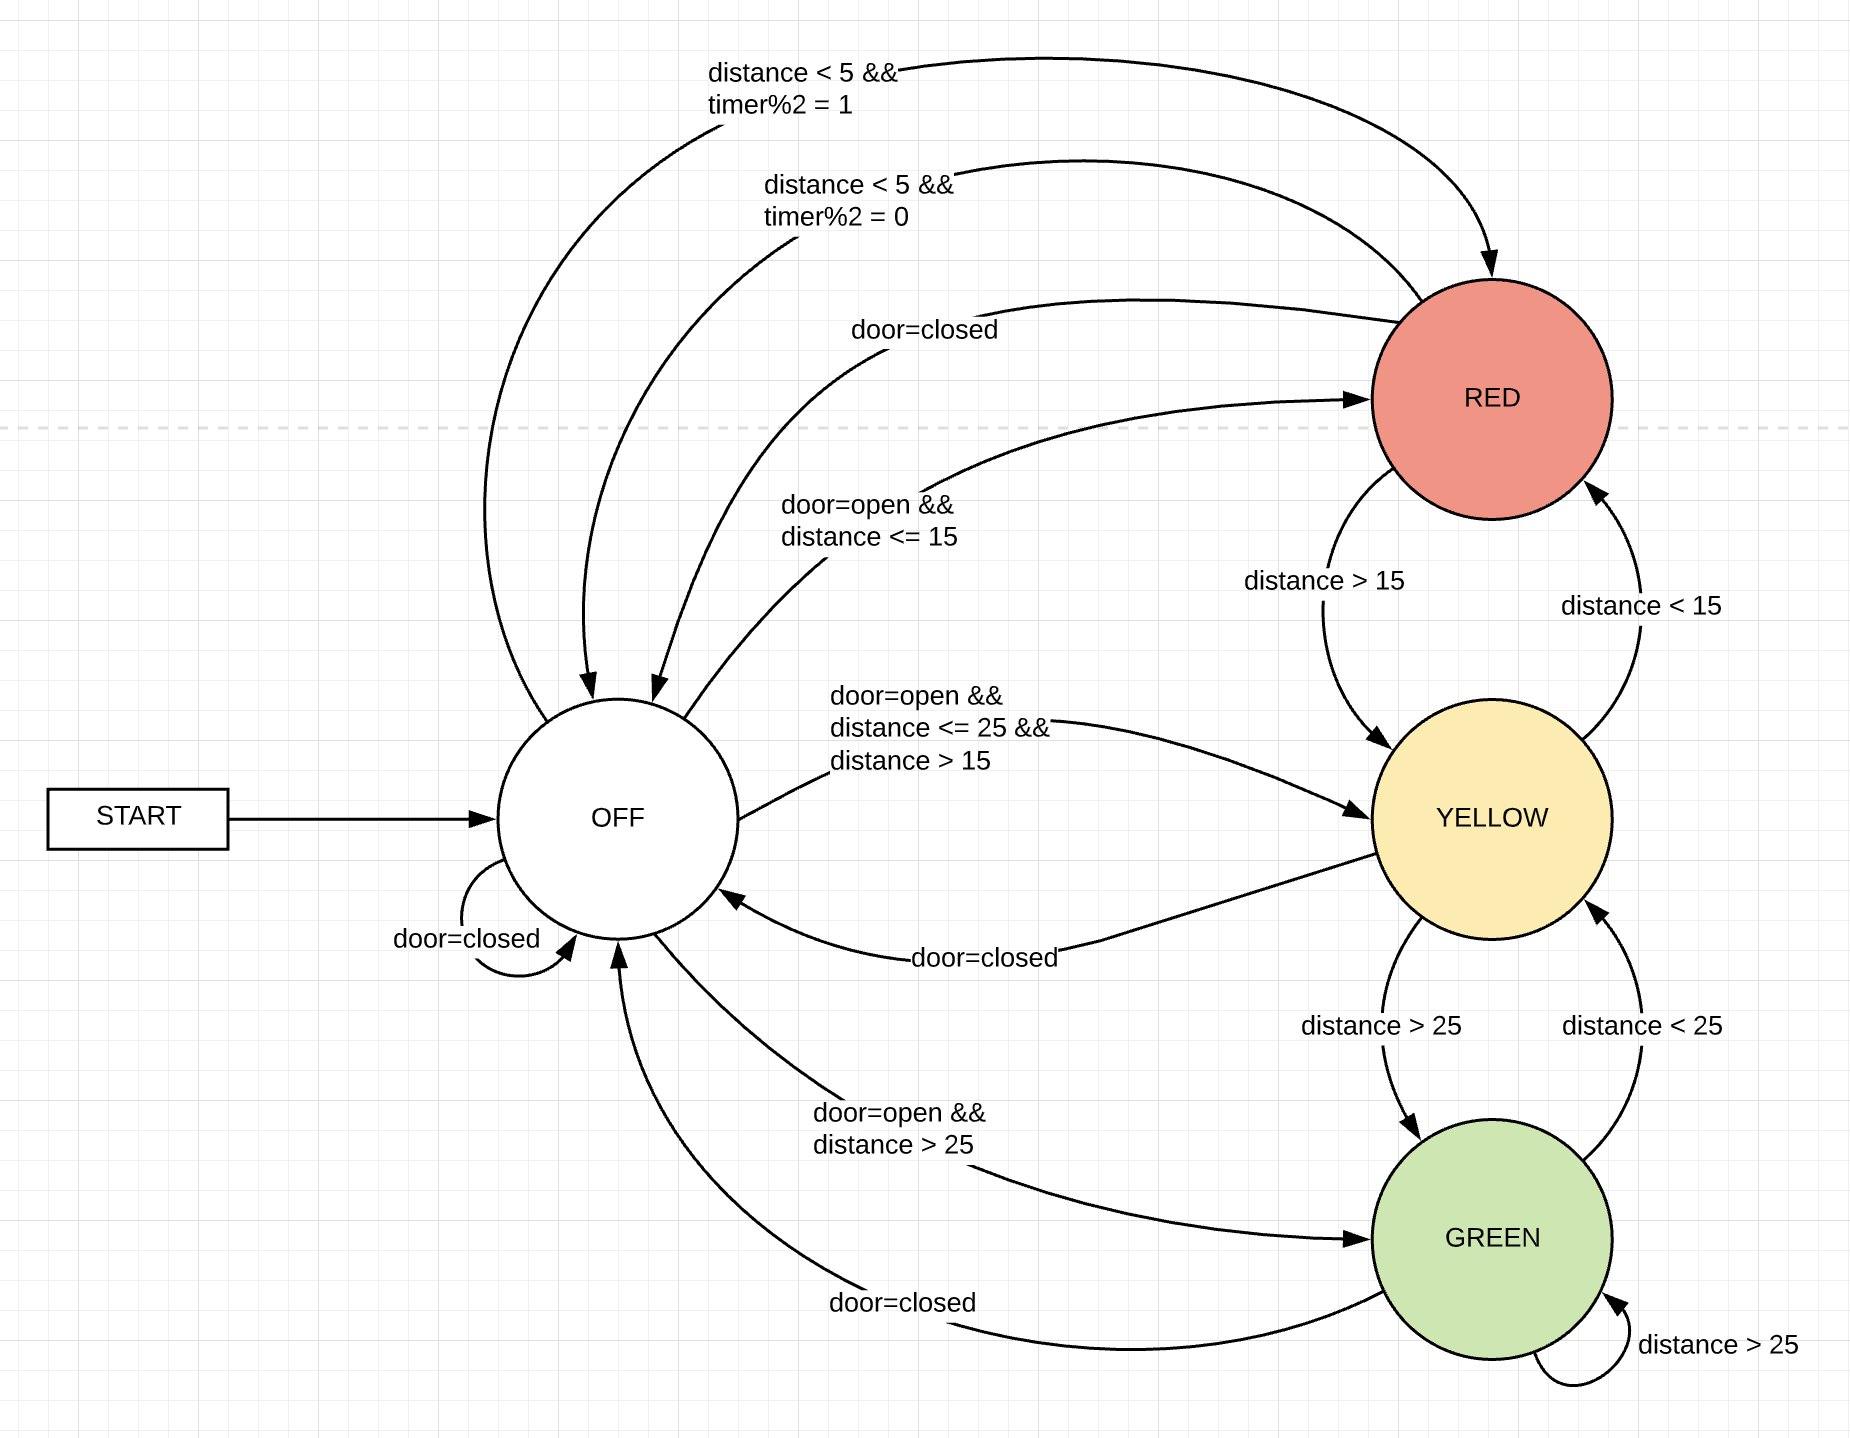 distance < 5 &&
timer%2 = 1
distance < 5 &&
timer%2 = 0
door=closed
RED
door=open &&
distance <= 15
distance > 15
distance < 15
door=open &&
distance <= 25 &&
distance > 15
START
OFF
YELLOW
door=closed
door=closed
distance > 25
distance < 25
door=open &&
distance > 25
GREEN
door=closed
distance > 25